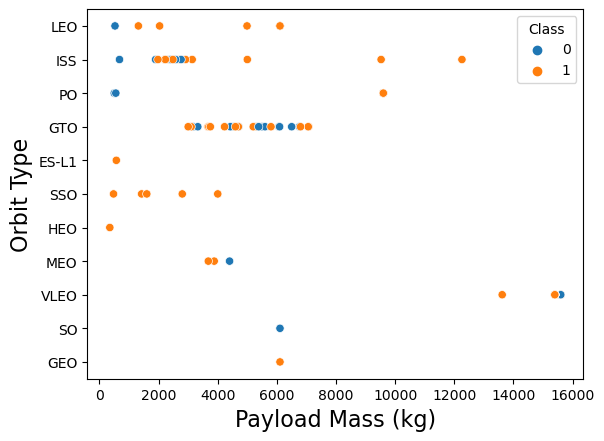 Class
0
1
LEO
ISS
PO
GTO
ES-L1
SSO
HEO
MEO
VLEO
SO
GEO
Orbit Type
0 2000 4000 6000 8000 10000 12000 14000 16000
Payload Mass (kg)